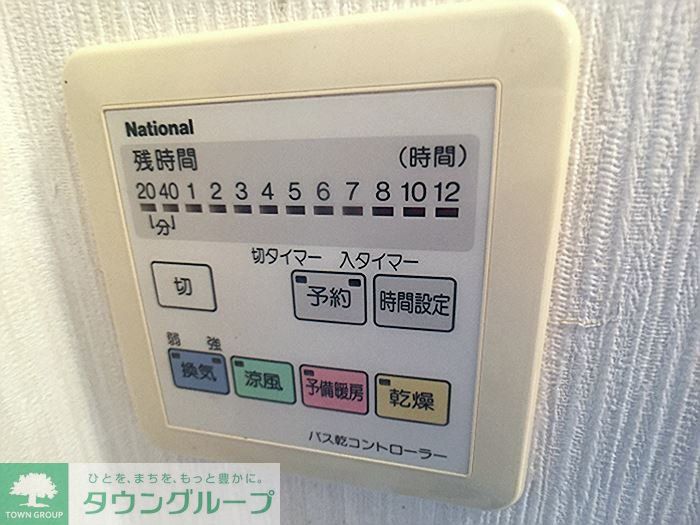 National
残時間 (時間)
20 40 1 2 3 4 5 6 7 8 10 12
分
切タイマー 入タイマー
切 予約 時間設定
弱 強
換気 涼風 予備暖房 乾燥
バス乾コントローラー
ひとを、まちを、もっと豊かに。
タウングループ
TOWN GROUP